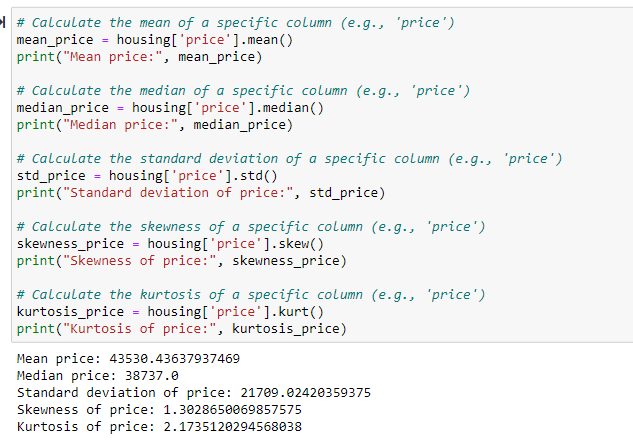 # Calculate the mean of a specific column (e.g., 'price')
mean_price = housing['price'].mean()
print("Mean price:", mean_price)

# Calculate the median of a specific column (e.g., 'price')
median_price = housing['price'].median()
print("Median price:", median_price)

# Calculate the standard deviation of a specific column (e.g., 'price')
std_price = housing['price'].std()
print("Standard deviation of price:", std_price)

# Calculate the skewness of a specific column (e.g., 'price')
skewness_price = housing['price'].skew()
print("Skewness of price:", skewness_price)

# Calculate the kurtosis of a specific column (e.g., 'price')
kurtosis_price = housing['price'].kurt()
print("Kurtosis of price:", kurtosis_price)

Mean price: 43530.43637937469
Median price: 38737.0
Standard deviation of price: 21709.02420359375
Skewness of price: 1.3028650069857575
Kurtosis of price: 2.1735120294568038